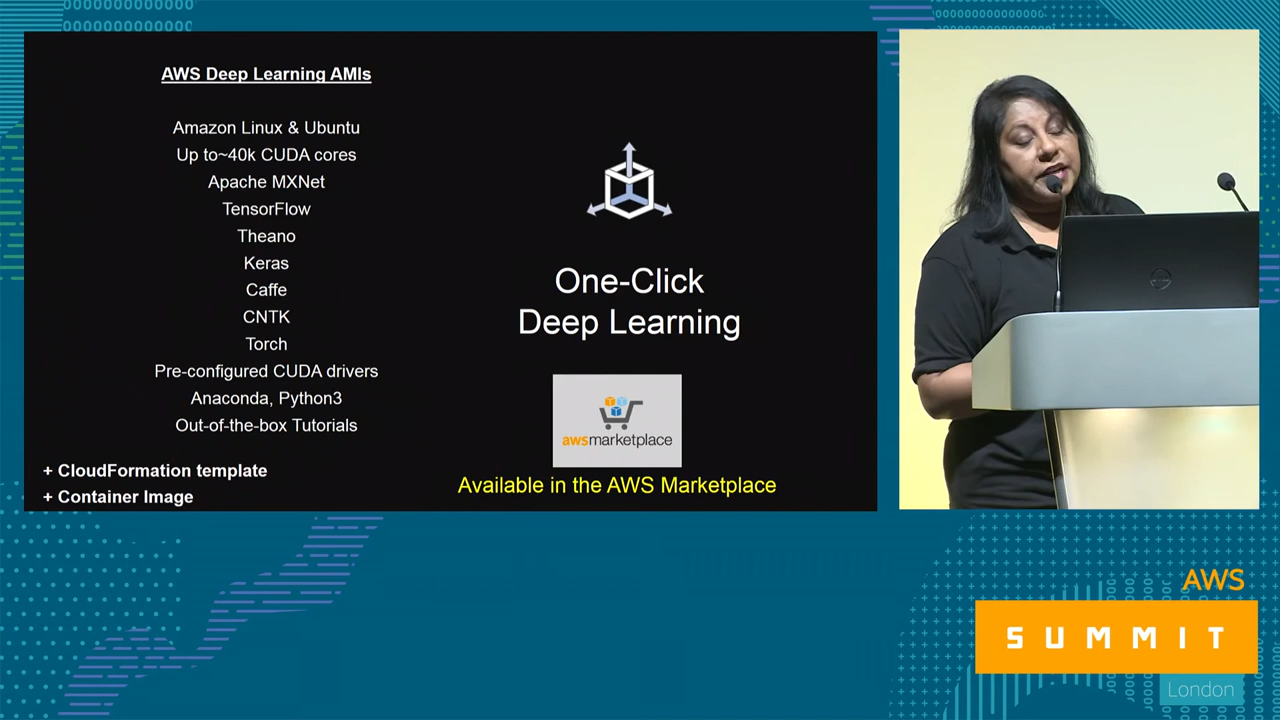 AWS Deep Learning AMIs
Amazon Linux & Ubuntu
Up to~40k CUDA cores
Apache MXNet
TensorFlow
Theano
Keras
Caffe
CNTK
Torch
Pre-configured CUDA drivers
Anaconda, Python3
Out-of-the-box Tutorials
+ CloudFormation template
+ Container Image
One-Click
Deep Learning
awsmarketplace
Available in the AWS Marketplace
AWS
SUMMIT
London